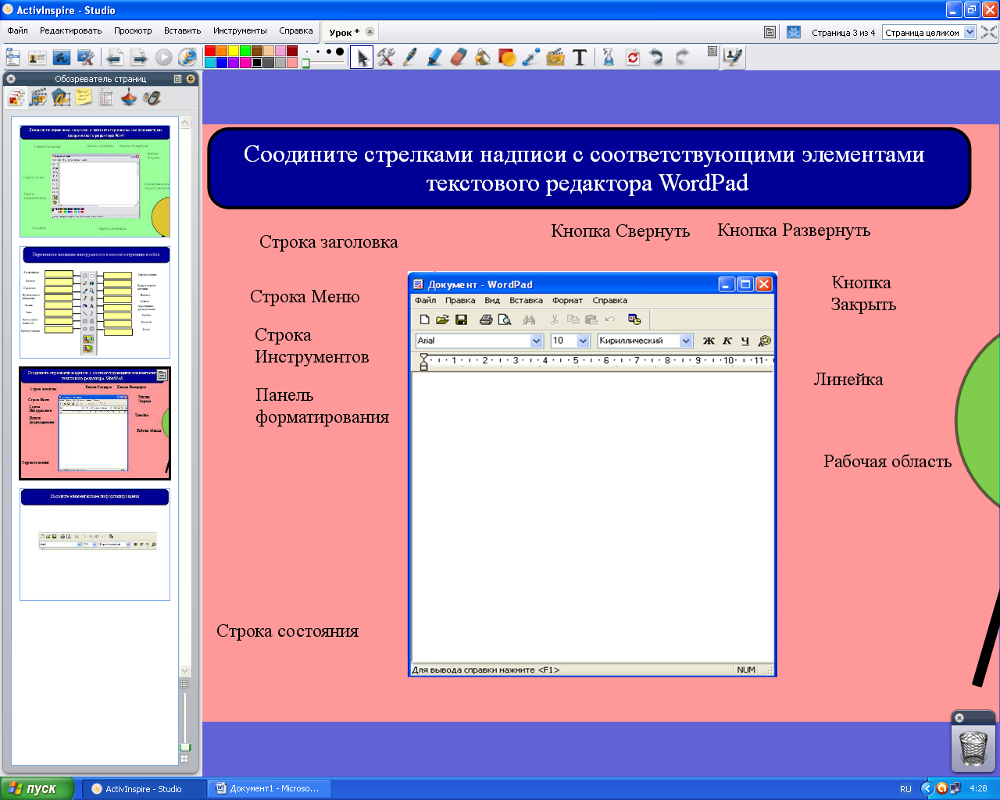 ActivInspire - Studio
Файл Редактировать Просмотр Вставить Инструменты Справка
Урок *
Страница 3 из 4
Страница целиком
Обозреватель страниц
Соодините стрелками надписи с соответствующими элементами
текстового редактора WordPad
Строка заголовка
Кнопка Свернуть
Кнопка Развернуть
Кнопка
Закрыть
Строка Меню
Строка
Инструментов
Панель
форматирования
Линейка
Рабочая область
Строка состояния
Документ - WordPad
Файл Правка Вид Вставка Формат Справка
Arial
10
Кириллический
Ж К Ч
1 2 3 4 5 6 7 8 9 10 11
Для вывода справки нажмите <F1>
NUM
пуск
ActivInspire - Studio
Документ1 - Microso...
RU
4:28